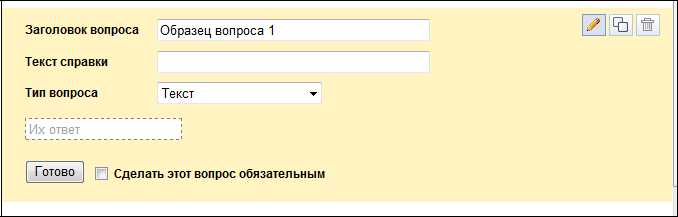 Заголовок вопроса Образец вопроса 1
Текст справки
Тип вопроса Текст
Их ответ
Готово Сделать этот вопрос обязательным